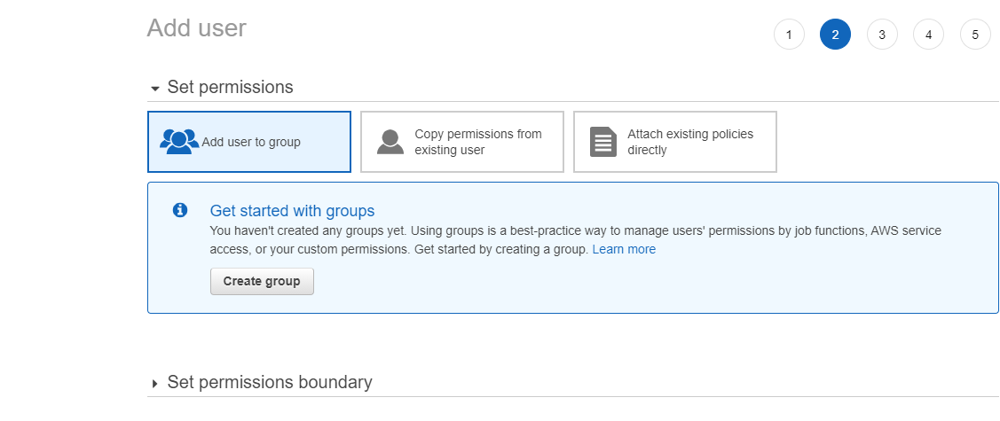 Add user
1 2 3 4 5
Set permissions
Add user to group
Copy permissions from
existing user
Attach existing policies
directly
Get started with groups
You haven't created any groups yet. Using groups is a best-practice way to manage users' permissions by job functions, AWS service
access, or your custom permissions. Get started by creating a group. Learn more
Create group
Set permissions boundary